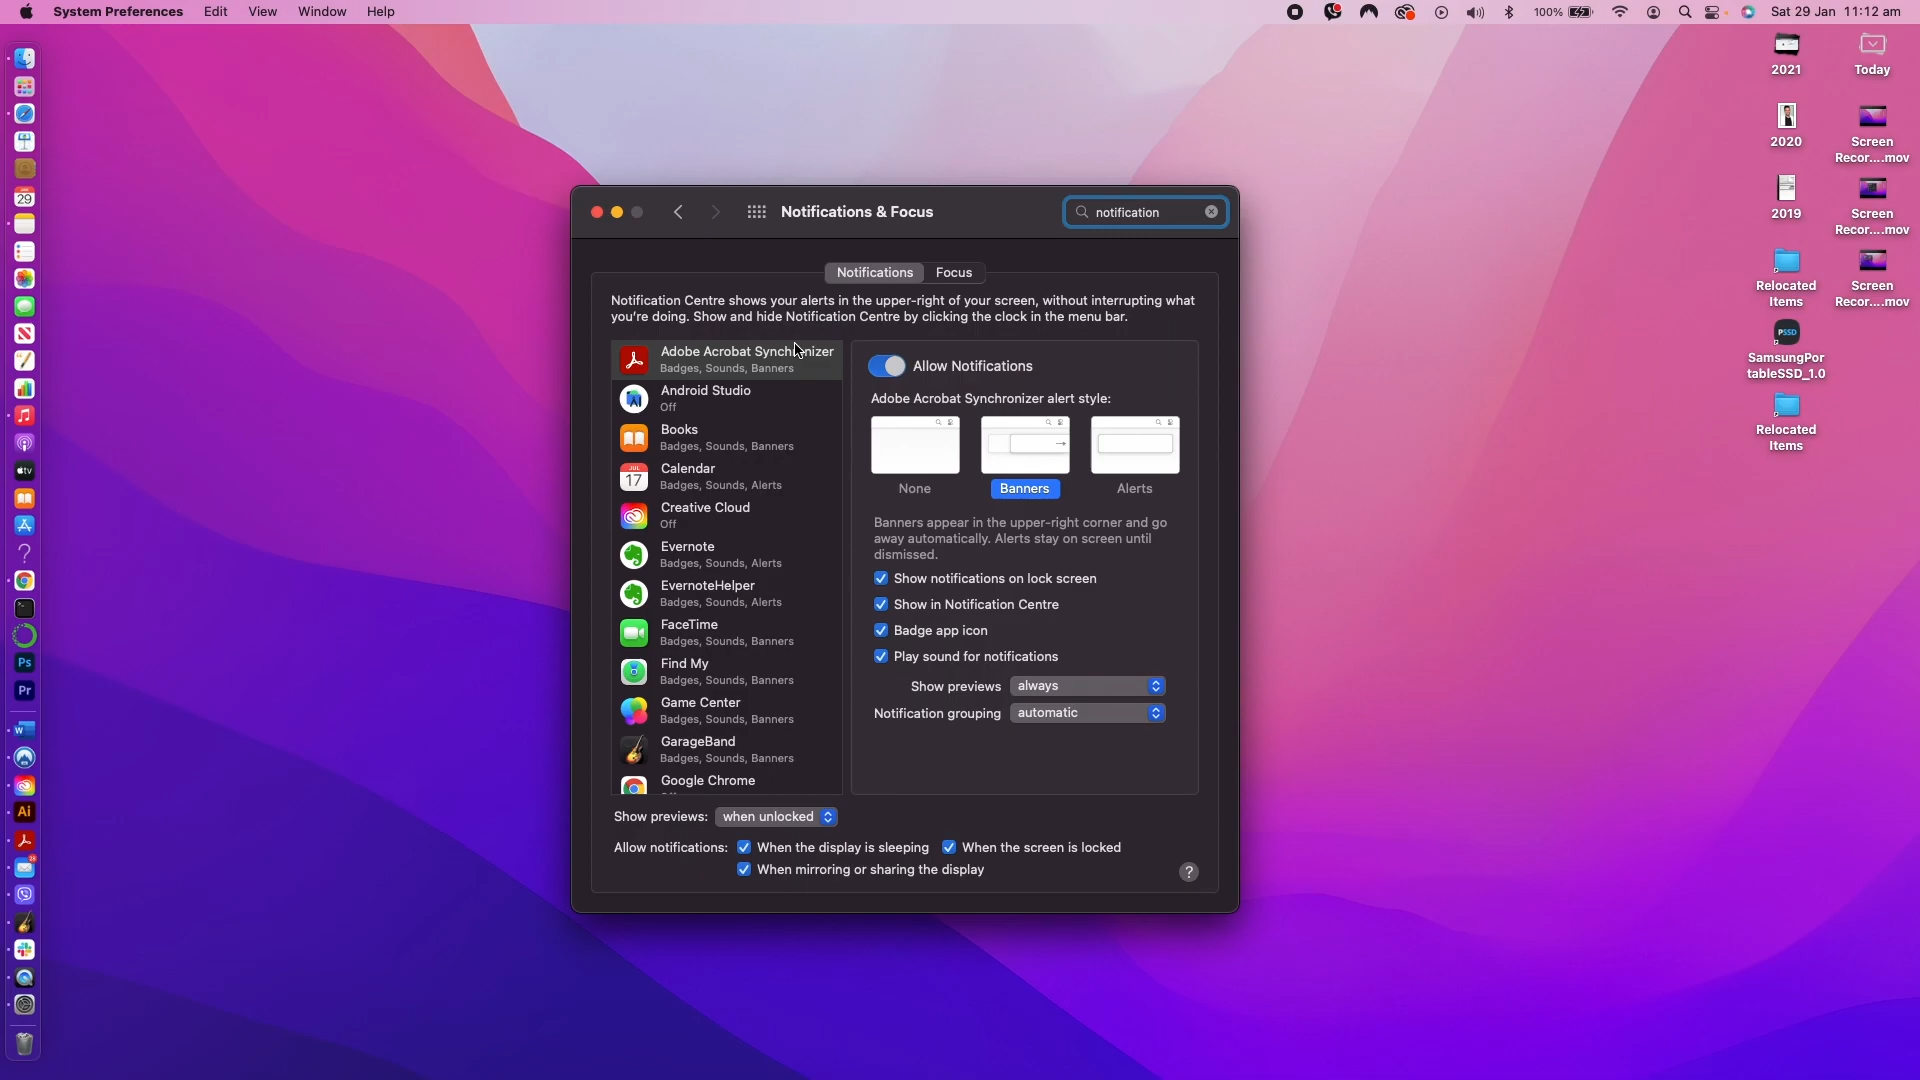 System Preferences Edit View Window Help
100% Sat 29 Jan 11:12 am
2021
Today
2020
Screen
Recor....mov
2019
Screen
Recor....mov
Relocated
Items
Screen
Recor....mov
PSSD
SamsungPor
tableSSD_1.0
Relocated
Items
29
tv
Ps
Pr
W
Ai
Notifications & Focus
notification
Notifications Focus
Notification Centre shows your alerts in the upper-right of your screen, without interrupting what
you're doing. Show and hide Notification Centre by clicking the clock in the menu bar.
Adobe Acrobat Synchronizer
Badges, Sounds, Banners
Android Studio
Off
Books
Badges, Sounds, Banners
JUL
17
Calendar
Badges, Sounds, Alerts
Creative Cloud
Off
Evernote
Badges, Sounds, Alerts
EvernoteHelper
Badges, Sounds, Alerts
FaceTime
Badges, Sounds, Banners
Find My
Badges, Sounds, Banners
Game Center
Badges, Sounds, Banners
GarageBand
Badges, Sounds, Banners
Google Chrome
Allow Notifications
Adobe Acrobat Synchronizer alert style:
None Banners Alerts
Banners appear in the upper-right corner and go
away automatically. Alerts stay on screen until
dismissed.
Show notifications on lock screen
Show in Notification Centre
Badge app icon
Play sound for notifications
Show previews always
Notification grouping automatic
Show previews: when unlocked
Allow notifications: When the display is sleeping When the screen is locked
When mirroring or sharing the display
?